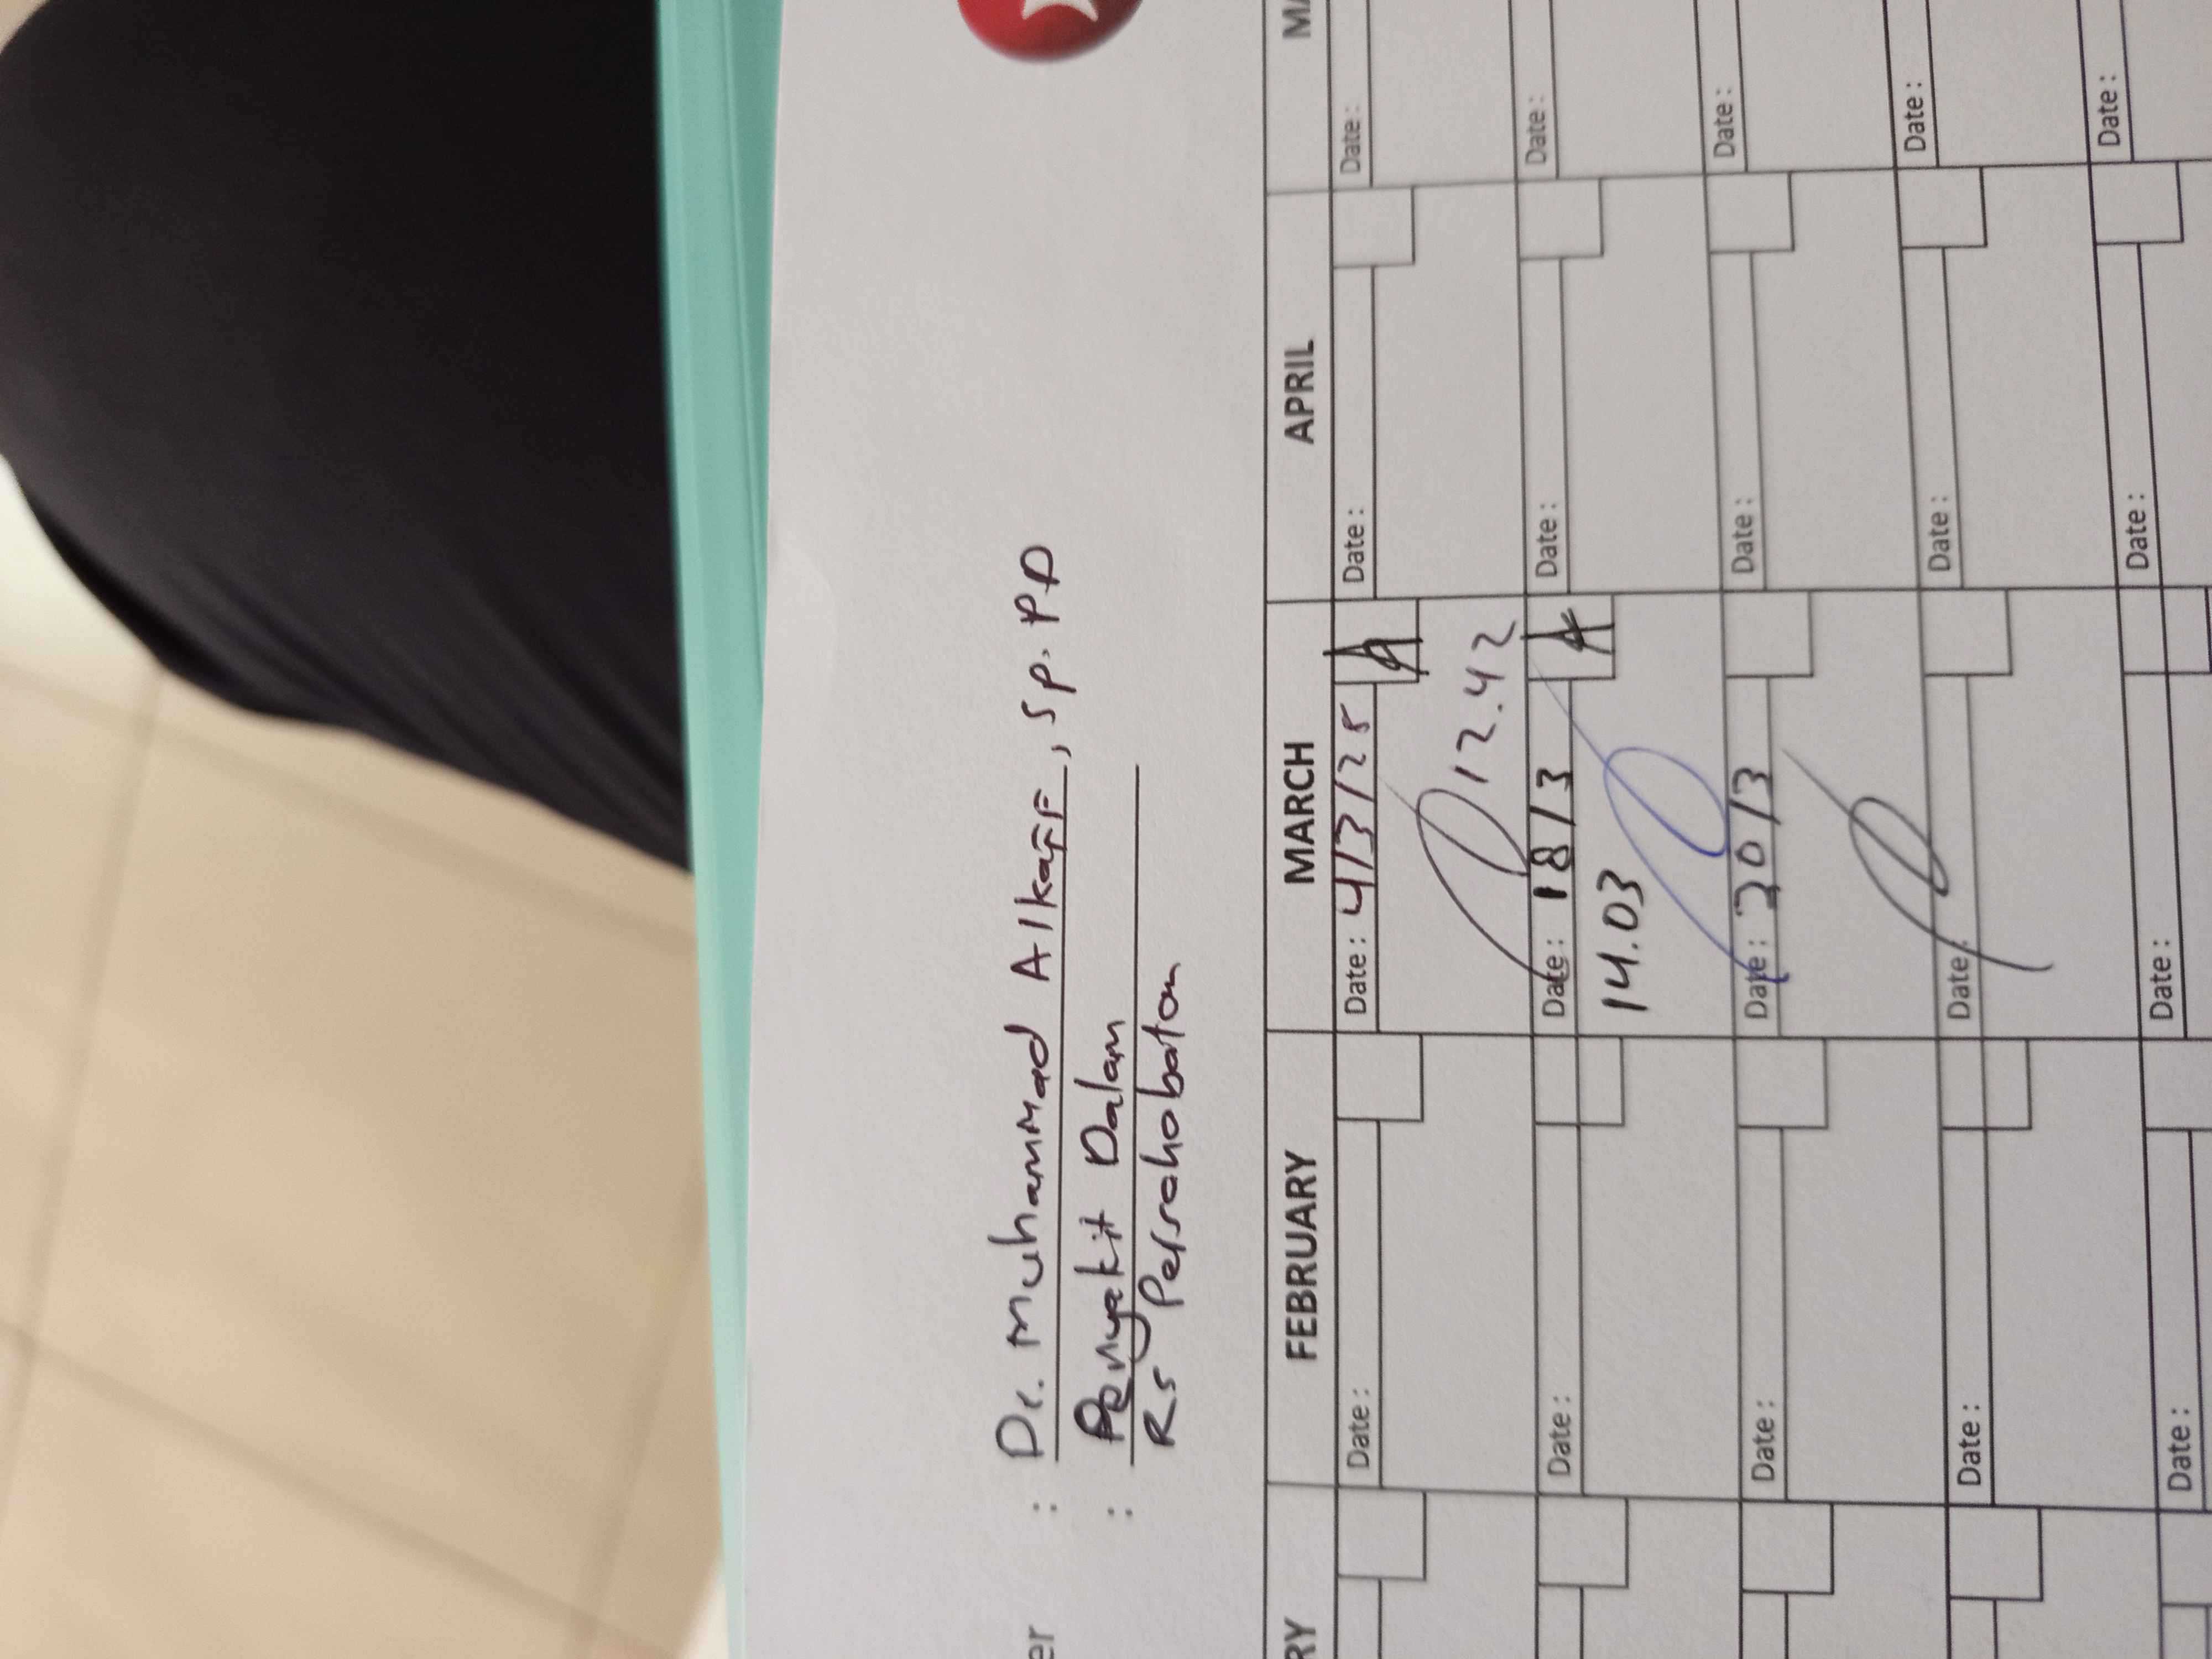 er : Dr. Muhammad Alkaff, Sp. PD
: Penyakit Dalam
RS Persahabatan
RY FEBRUARY MARCH APRIL MA
Date: Date: 4/3/25 A Date: Date:
12.42
Date: Date: 18/3 A Date: Date:
14.03
Date: Date: 20/3 Date: Date:
Date: Date: Date: Date:
Date: Date: Date: Date: